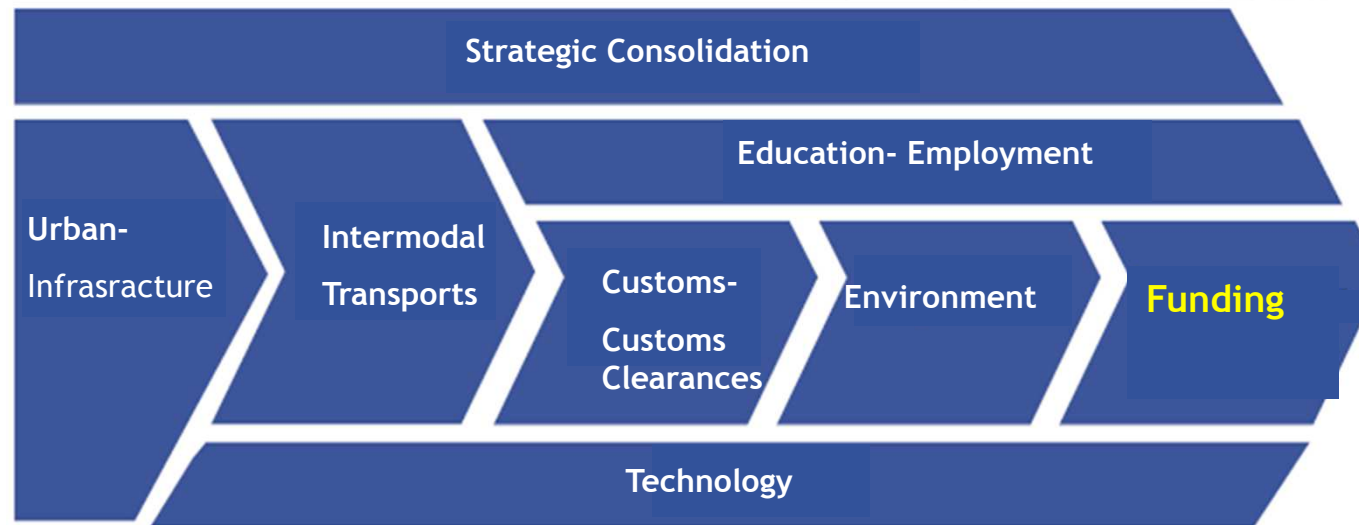 Strategic Consolidation
Education- Employment
Urban-
Infrasracture
Intermodal
Transports
Customs-
Customs
Clearances
Environment
Funding
Technology